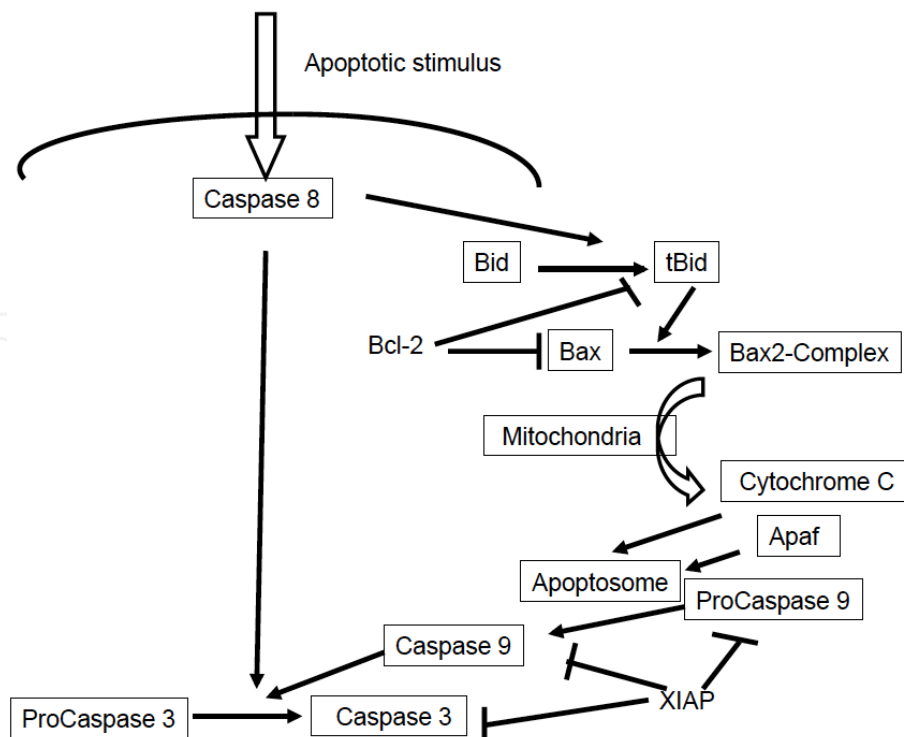 Apoptotic stimulus
Caspase 8
Bid
tBid
Bcl-2
Bax
Bax2-Complex
Mitochondria
Cytochrome C
Apaf
Apoptosome
ProCaspase 9
Caspase 9
XIAP
ProCaspase 3
Caspase 3